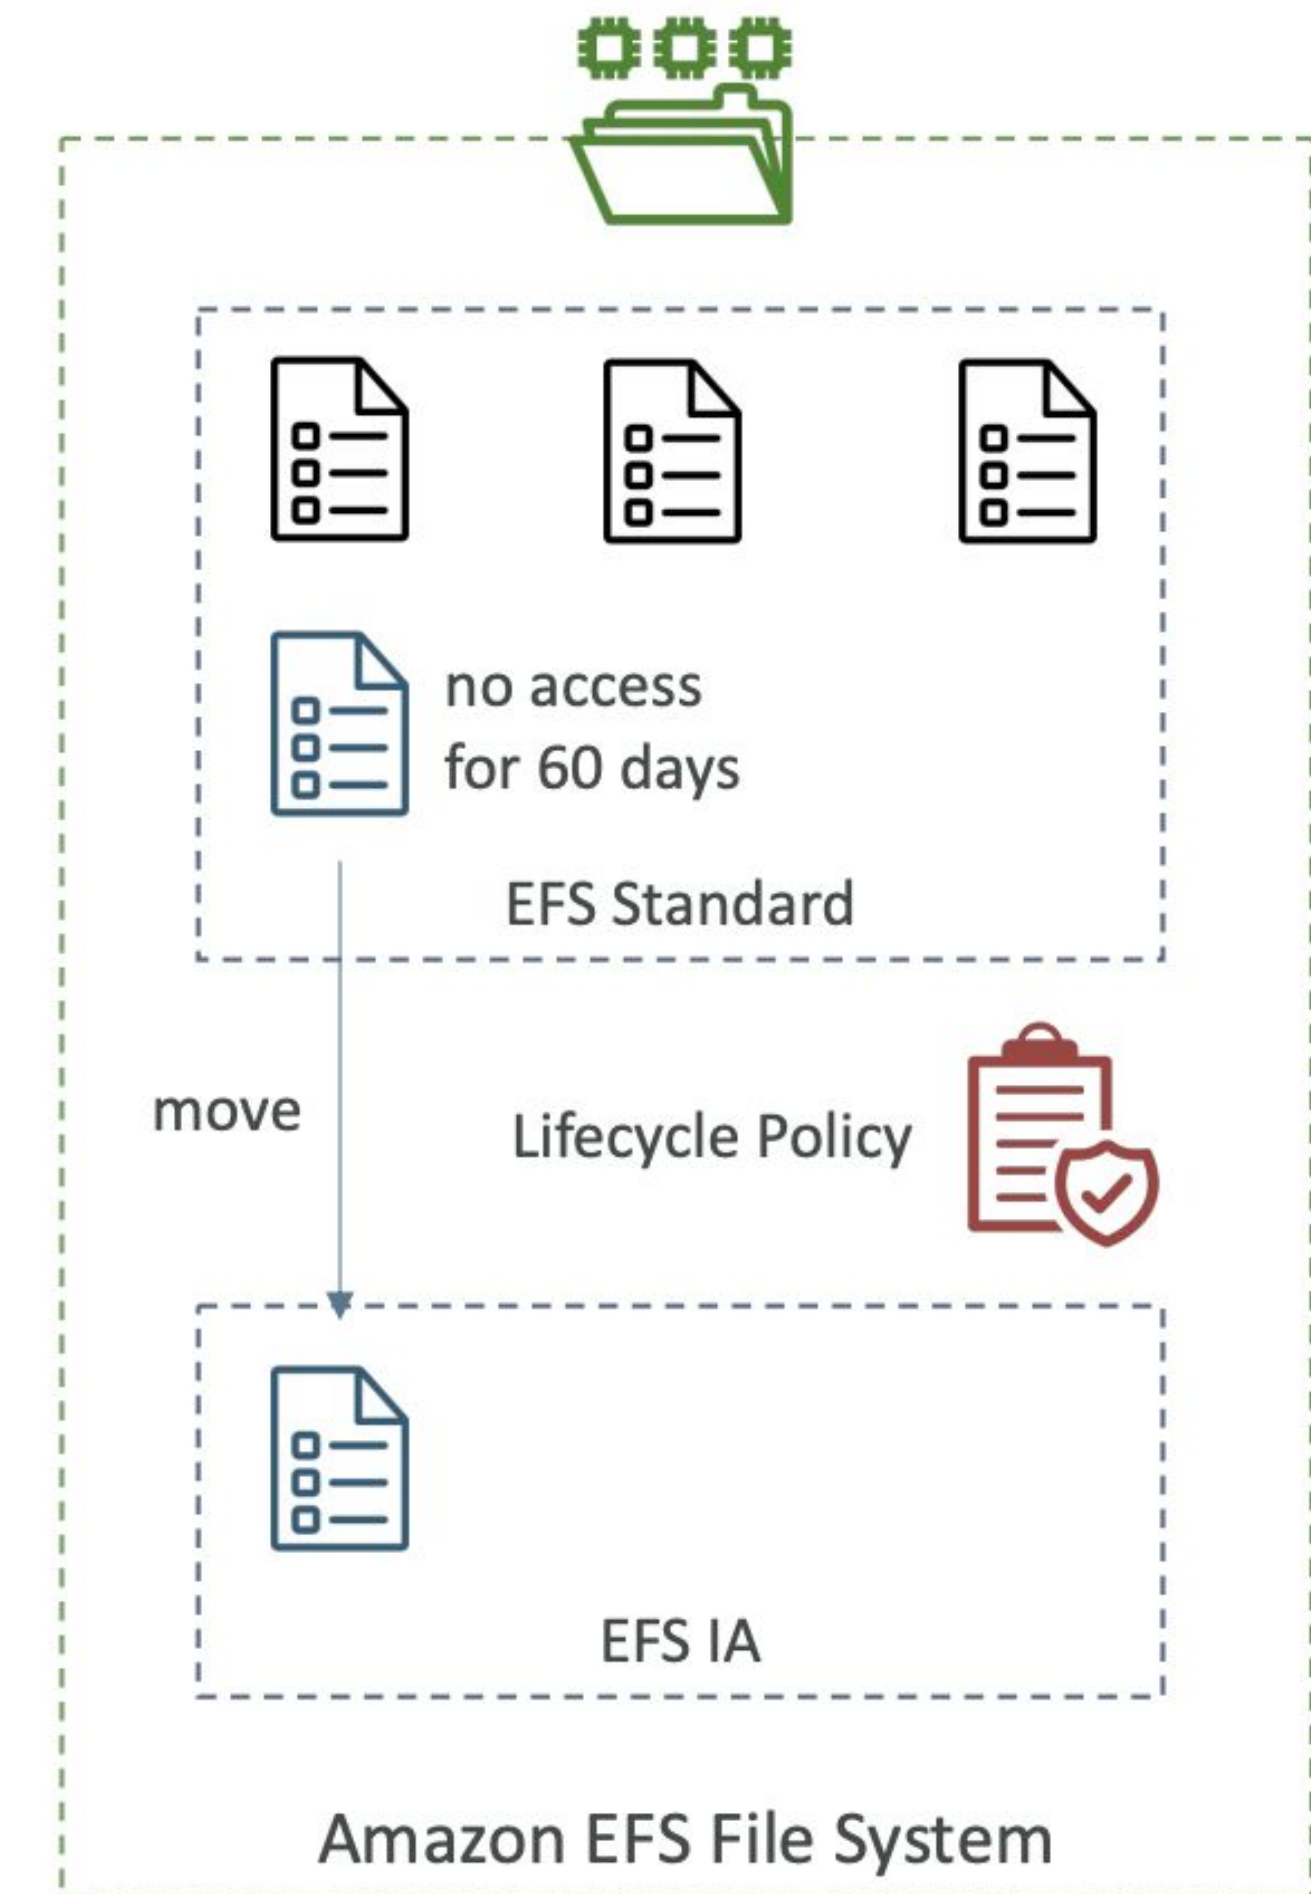 no access
for 60 days
EFS Standard
move
Lifecycle Policy
EFS IA
Amazon EFS File System